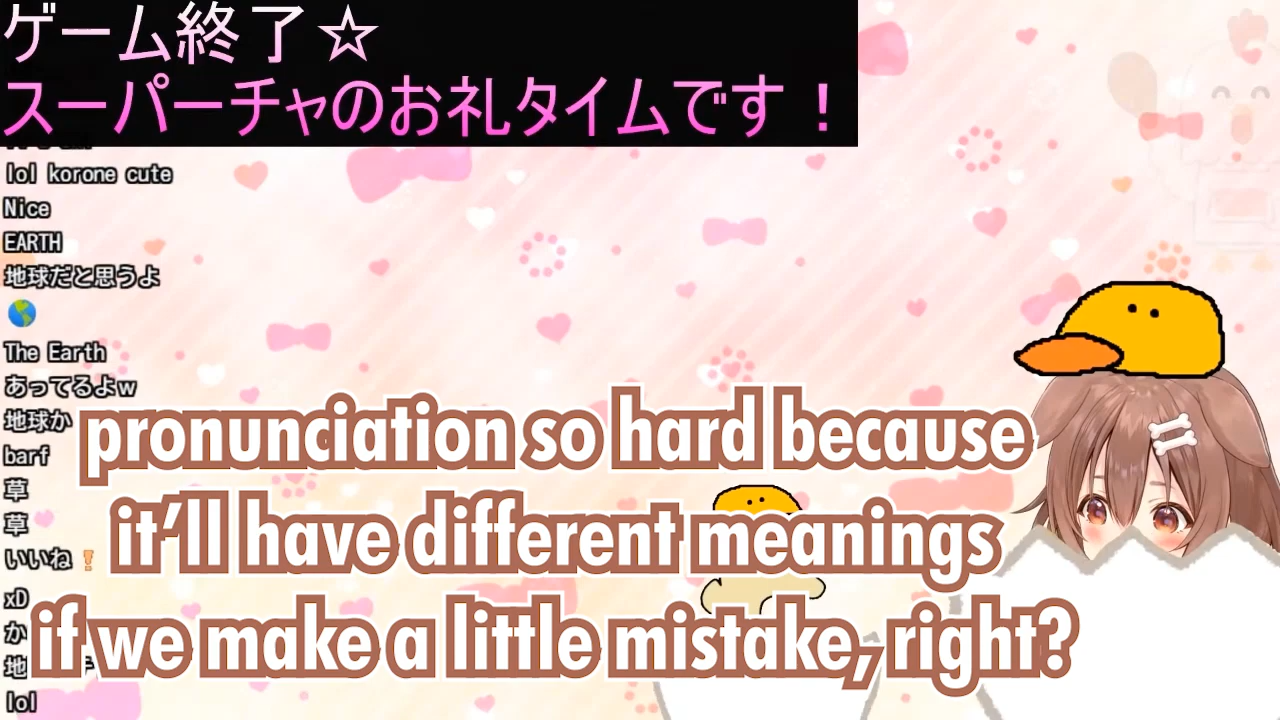 ゲーム終了☆
スーパーチャのお礼タイムです！
lol korone cute
Nice
EARTH
地球だと思うよ
The Earth
あってるよｗ
地球か
barf
草
草
いいね❗
xD
か
地
lol
pronunciation so hard because
it'll have different meanings
if we make a little mistake, right?